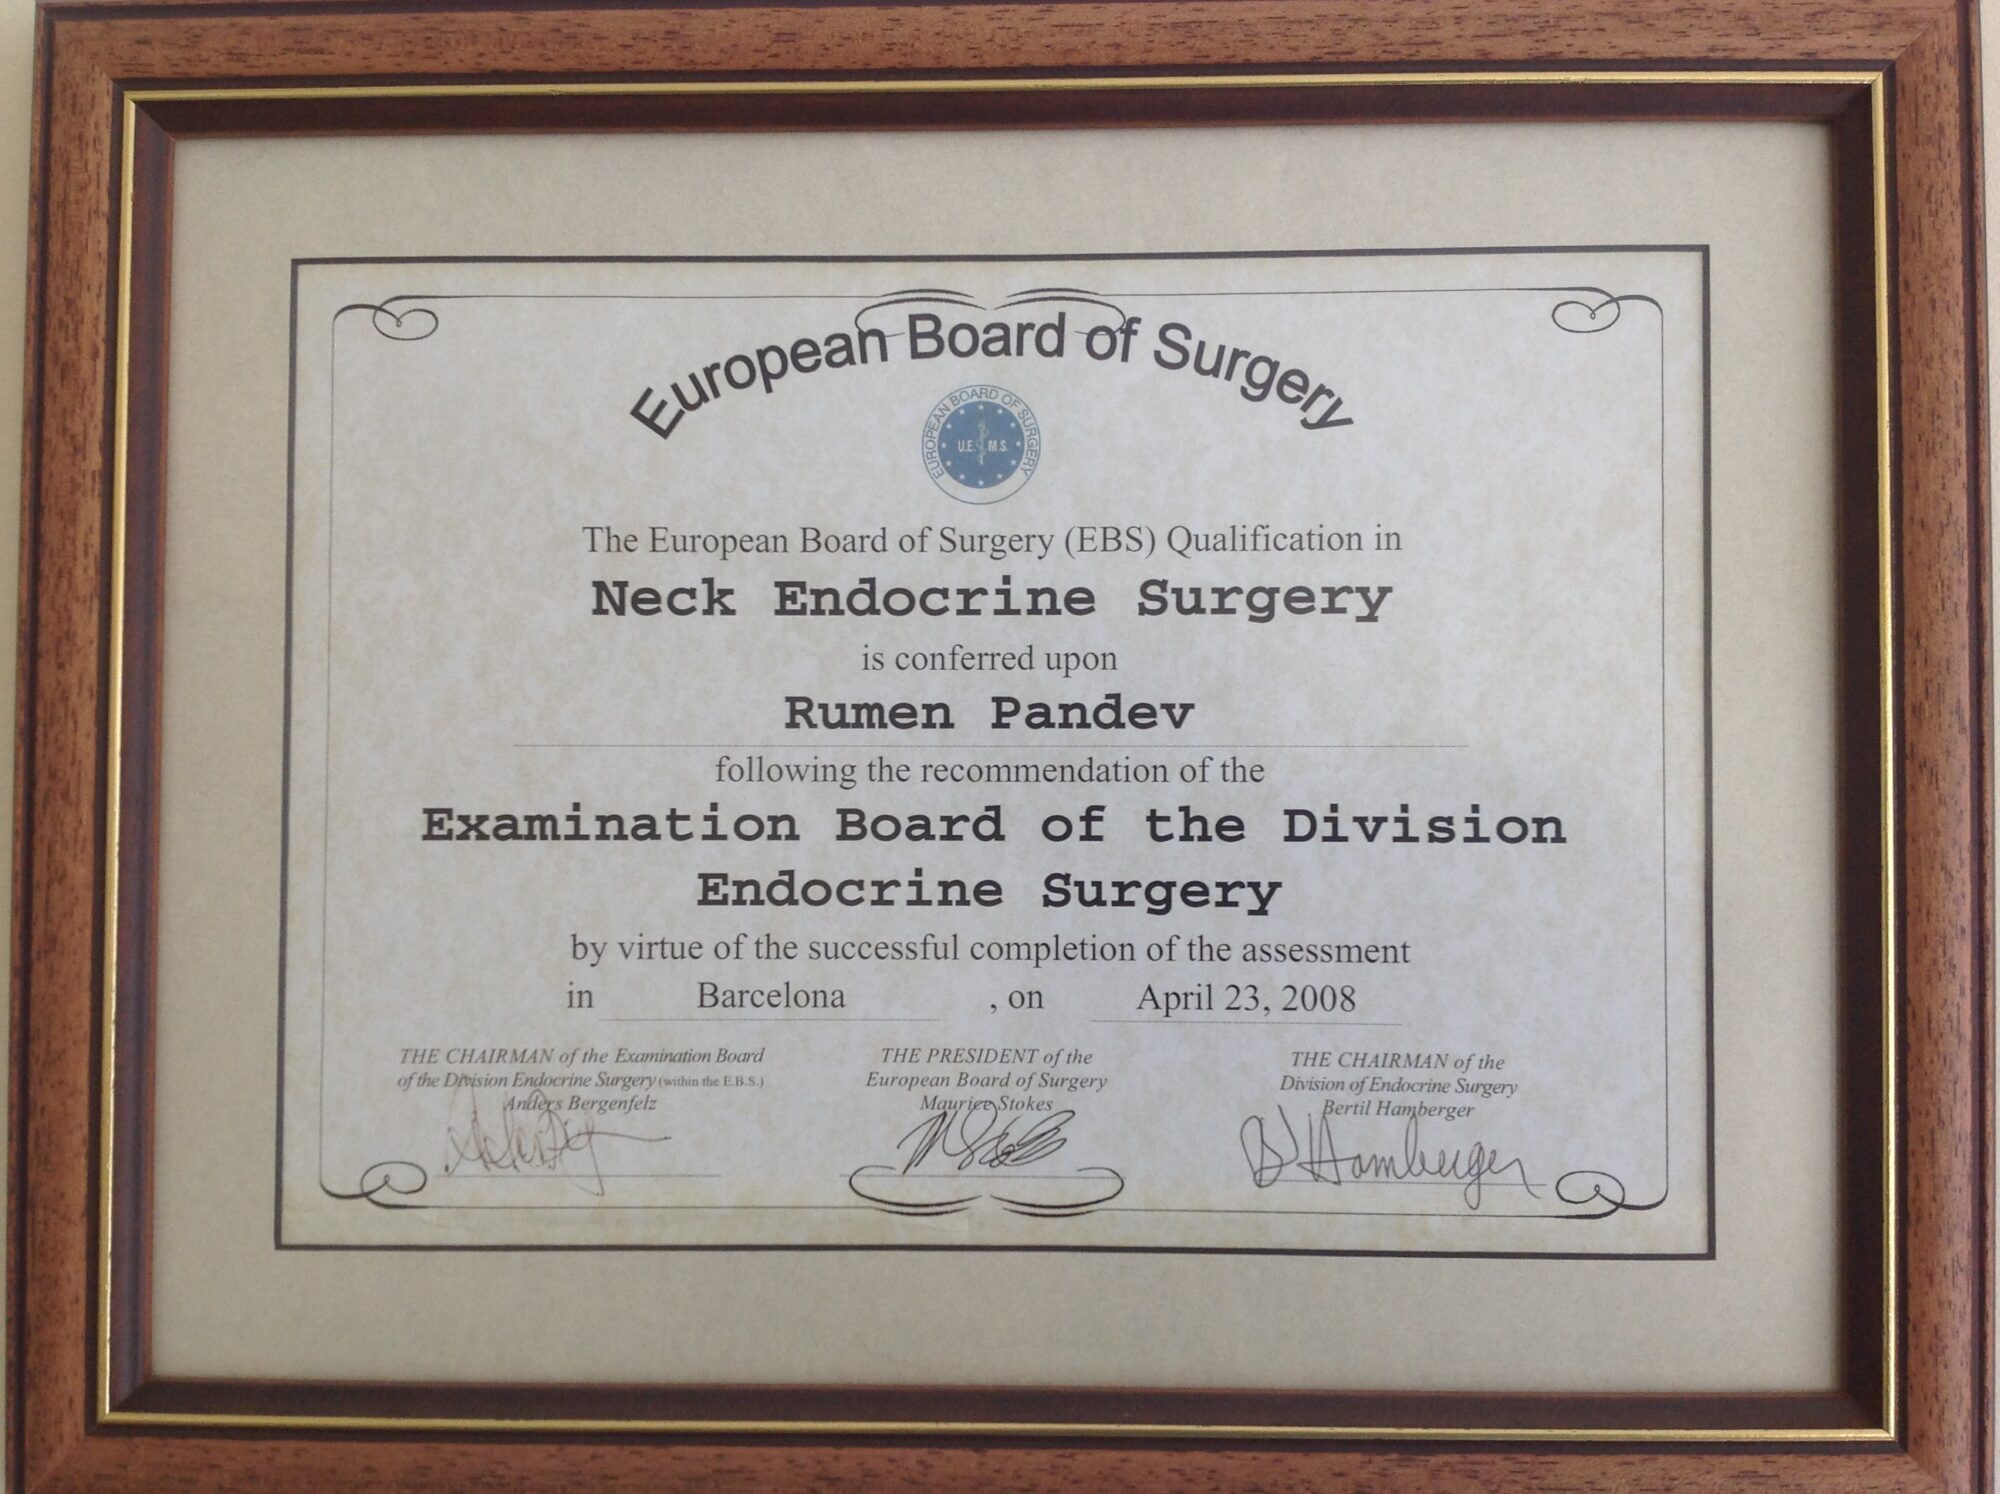 European Board of Surgery
EUROPEAN BOARD OF SURGERY
U.E.M.S.
The European Board of Surgery (EBS) Qualification in
Neck Endocrine Surgery
is conferred upon
Rumen Pandev
following the recommendation of the
Examination Board of the Division
Endocrine Surgery
by virtue of the successful completion of the assessment
in Barcelona , on April 23, 2008
THE CHAIRMAN of the Examination Board
of the Division Endocrine Surgery (within the E.B.S.)
Anders Bergenfelz
THE PRESIDENT of the
European Board of Surgery
Maurice Stokes
THE CHAIRMAN of the
Division of Endocrine Surgery
Bertil Hamberger
B Hamberger